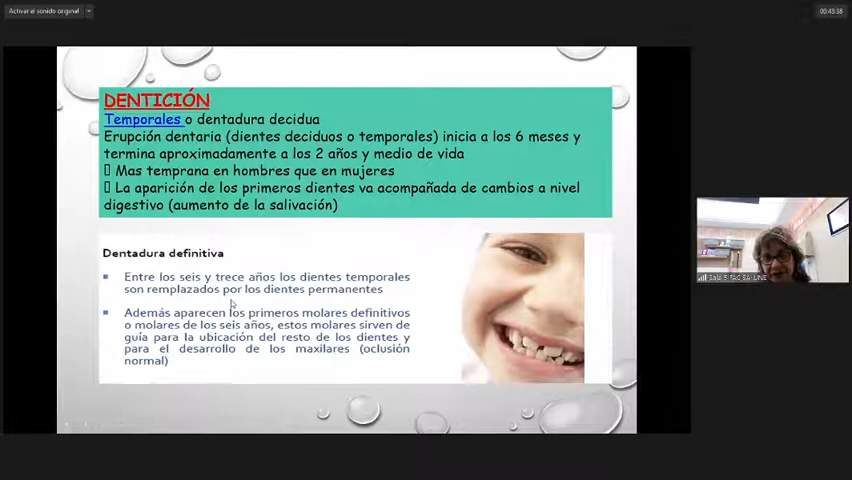 Activar el sonido original
00:43:38
DENTICIÓN
Temporales o dentadura decidua
Erupción dentaria (dientes deciduos o temporales) inicia a los 6 meses y
termina aproximadamente a los 2 años y medio de vida
Mas temprana en hombres que en mujeres
La aparición de los primeros dientes va acompañada de cambios a nivel
digestivo (aumento de la salivación)
Dentadura definitiva
Entre los seis y trece años los dientes temporales
son remplazados por los dientes permanentes
Además aparecen los primeros molares definitivos
o molares de los seis años, estos molares sirven de
guía para la ubicación del resto de los dientes y
para el desarrollo de los maxilares (oclusión
normal)